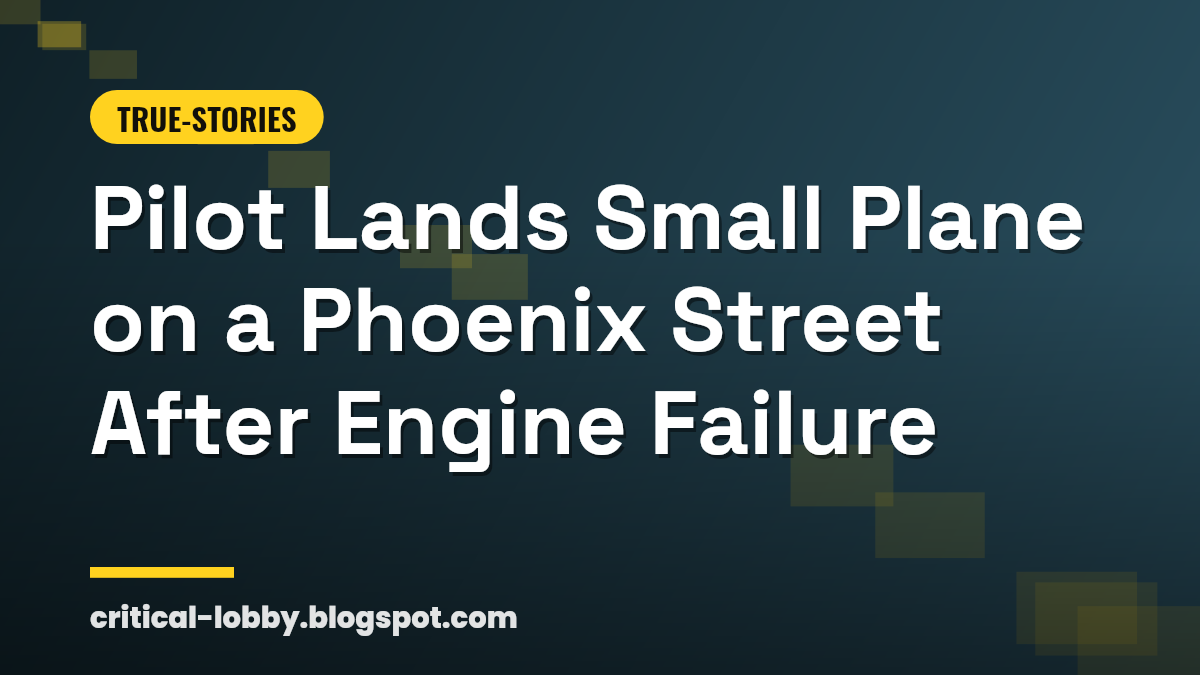 TRUE-STORIES
Pilot Lands Small Plane
on a Phoenix Street
After Engine Failure
critical-lobby.blogspot.com